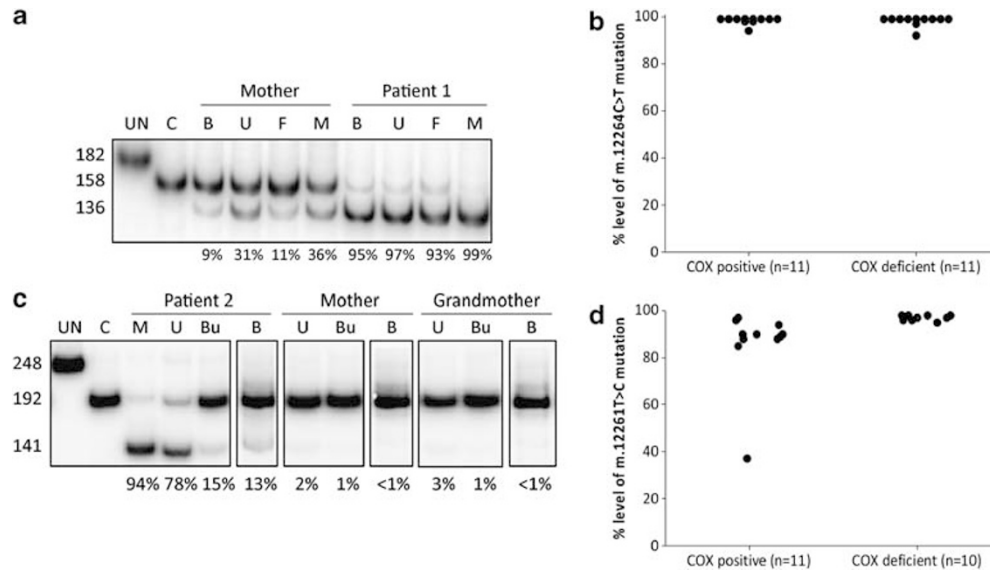 a
Mother Patient 1
UN C B U F M B U F M
182
158
136
9% 31% 11% 36% 95% 97% 93% 99%
b
% level of m.12264C>T mutation
100
80
60
40
20
0
COX positive (n=11) COX deficient (n=11)
c
Patient 2 Mother Grandmother
UN C M U Bu B U Bu B U Bu B
248
192
141
94% 78% 15% 13% 2% 1% <1% 3% 1% <1%
d
% level of m.12261T>C mutation
100
80
60
40
20
0
COX positive (n=11) COX deficient (n=10)